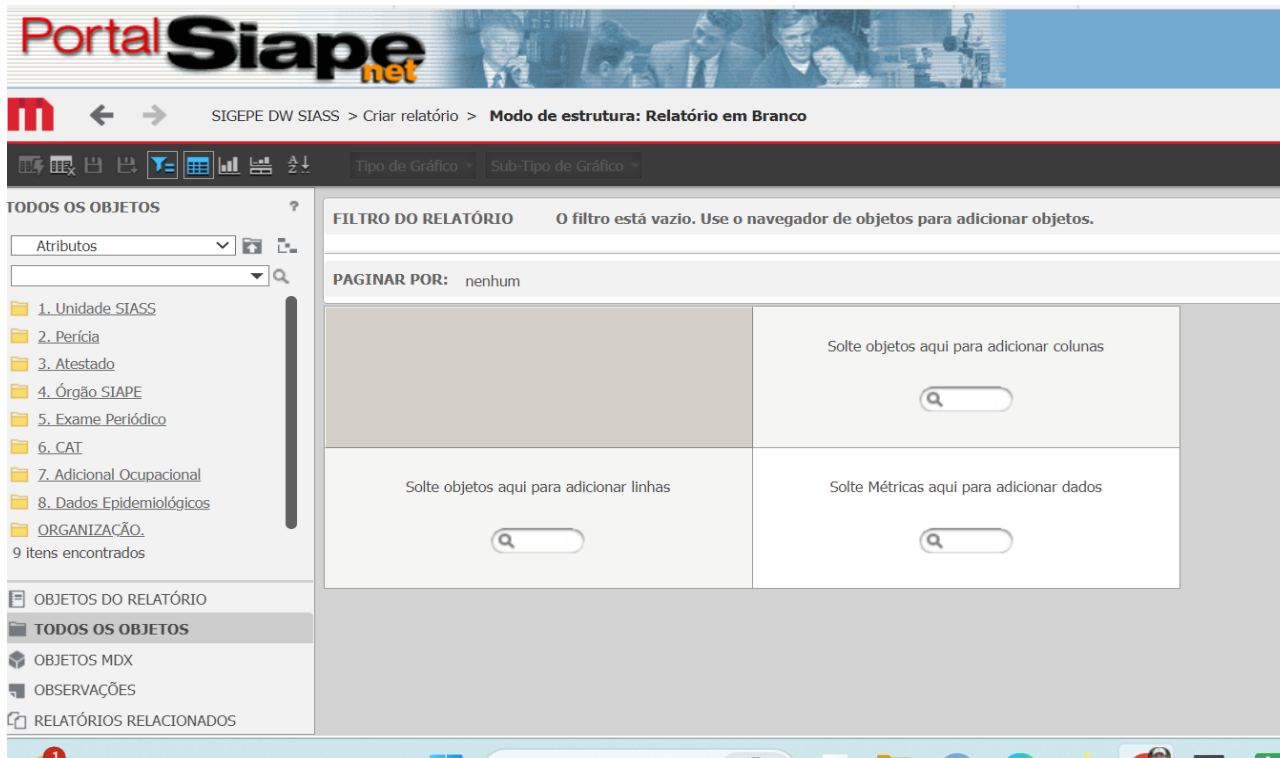 Portal Siape
.net
m
SIGEPE DW SIASS > Criar relatório > Modo de estrutura: Relatório em Branco
Tipo de Gráfico Sub-Tipo de Gráfico
TODOS OS OBJETOS ?
Atributos
1. Unidade SIASS
2. Perícia
3. Atestado
4. Órgão SIAPE
5. Exame Periódico
6. CAT
7. Adicional Ocupacional
8. Dados Epidemiológicos
ORGANIZAÇÃO.
9 itens encontrados
OBJETOS DO RELATÓRIO
TODOS OS OBJETOS
OBJETOS MDX
OBSERVAÇÕES
RELATÓRIOS RELACIONADOS
FILTRO DO RELATÓRIO O filtro está vazio. Use o navegador de objetos para adicionar objetos.
PAGINAR POR: nenhum
Solte objetos aqui para adicionar colunas
Solte objetos aqui para adicionar linhas
Solte Métricas aqui para adicionar dados
1